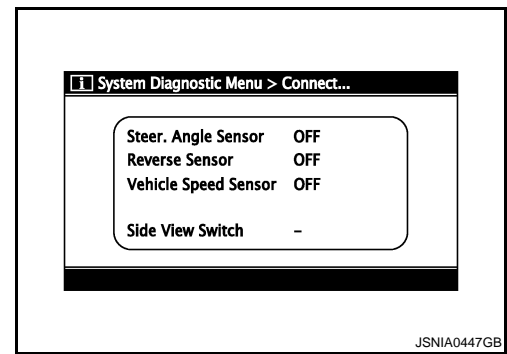 i System Diagnostic Menu > Connect...
Steer. Angle Sensor OFF
Reverse Sensor OFF
Vehicle Speed Sensor OFF
Side View Switch –
JSNIA0447GB